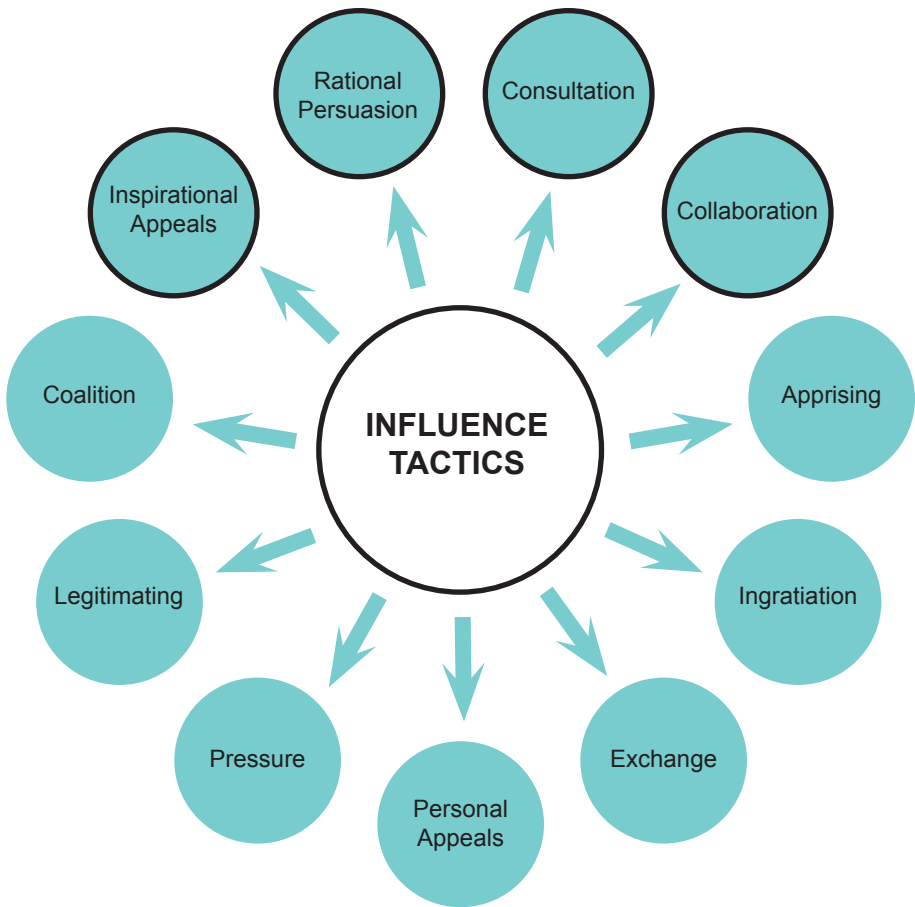 INFLUENCE
TACTICS
Rational
Persuasion
Consultation
Collaboration
Apprising
Ingratiation
Exchange
Personal
Appeals
Pressure
Legitimating
Coalition
Inspirational
Appeals